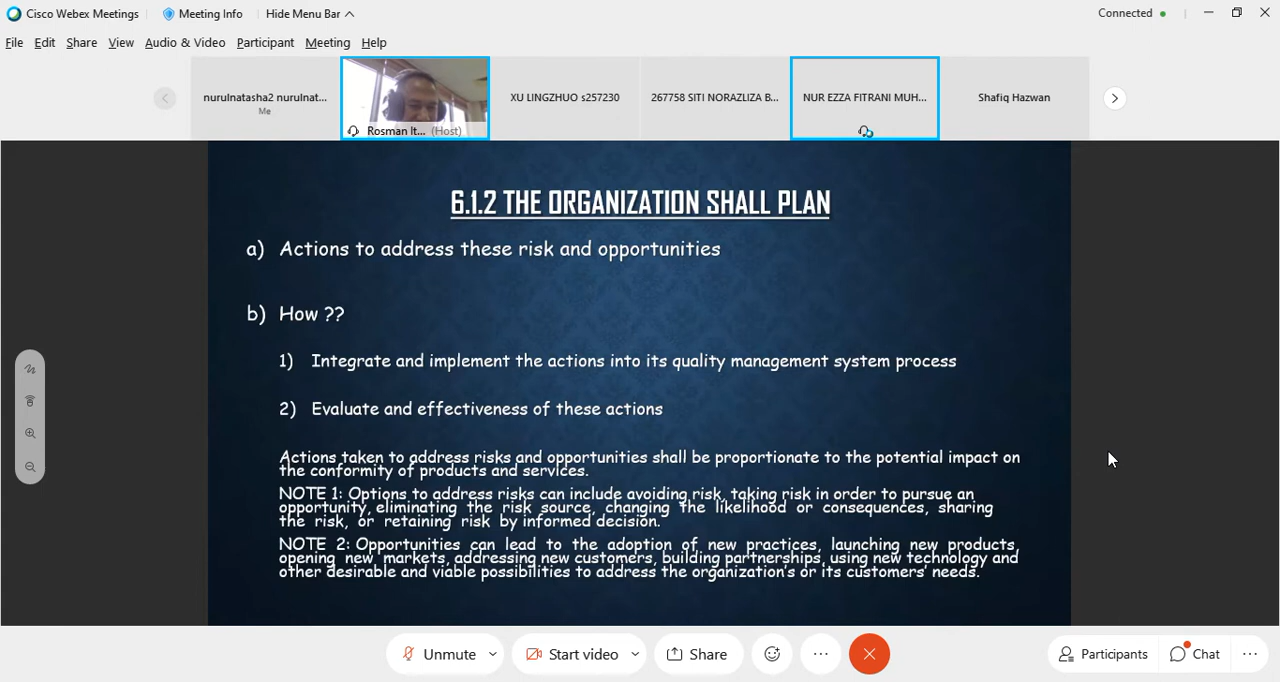 Cisco Webex Meetings Meeting Info Hide Menu Bar Connected
File Edit Share View Audio & Video Participant Meeting Help
nurulnatasha2 nurulnat...
Me
Rosman It... (Host)
XU LINGZHUO s257230
267758 SITI NORAZLIZA B...
NUR EZZA FITRANI MUH...
Shafiq Hazwan
6.1.2 THE ORGANIZATION SHALL PLAN
a) Actions to address these risk and opportunities
b) How ??
1) Integrate and implement the actions into its quality management system process
2) Evaluate and effectiveness of these actions
Actions taken to address risks and opportunities shall be proportionate to the potential impact on
the conformity of products and services.
NOTE 1: Options to address risks can include avoiding risk, taking risk in order to pursue an
opportunity, eliminating the risk source, changing the likelihood or consequences, sharing
the risk, or retaining risk by informed decision.
NOTE 2: Opportunities can lead to the adoption of new practices, launching new products,
opening new markets, addressing new customers, building partnerships, using new technology and
other desirable and viable possibilities to address the organization's or its customers' needs.
Unmute Start video Share Participants Chat